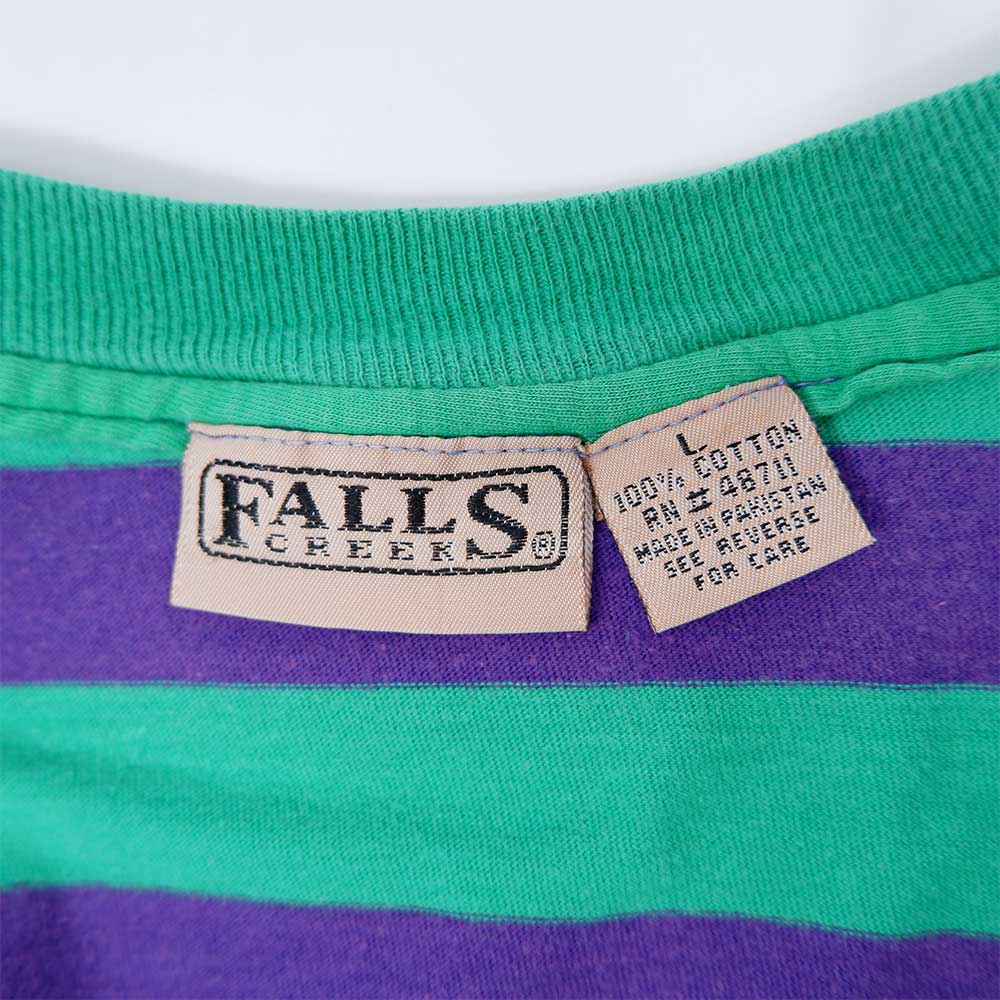 FALLS
CREEK ®
L
100% COTTON
RN # 48711
MADE IN PAKISTAN
SEE REVERSE
FOR CARE